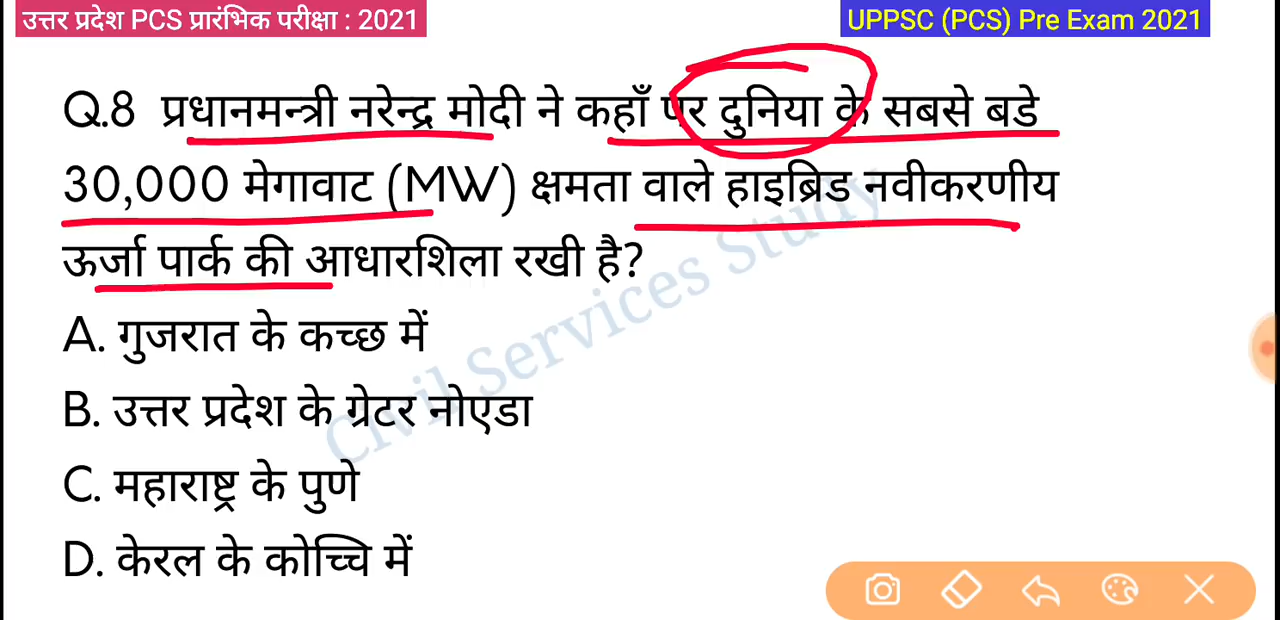 उत्तर प्रदेश PCS प्रारंभिक परीक्षा : 2021
UPPSC (PCS) Pre Exam 2021
Q.8 प्रधानमन्त्री नरेन्द्र मोदी ने कहाँ पर दुनिया के सबसे बडे
30,000 मेगावाट (MW) क्षमता वाले हाइब्रिड नवीकरणीय
ऊर्जा पार्क की आधारशिला रखी है?
A. गुजरात के कच्छ में
B. उत्तर प्रदेश के ग्रेटर नोएडा
C. महाराष्ट्र के पुणे
D. केरल के कोच्चि में
Civil Services Study